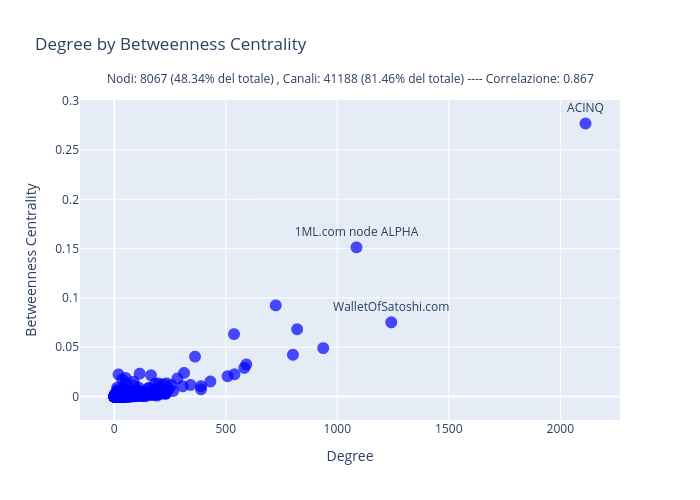 Degree by Betweenness Centrality
Nodi: 8067 (48.34% del totale) , Canali: 41188 (81.46% del totale) ---- Correlazione: 0.867
0.3
ACINQ
0.25
0.2
1ML.com node ALPHA
0.15
0.1
WalletOfSatoshi.com
0.05
0
Betweenness Centrality
0 500 1000 1500 2000
Degree